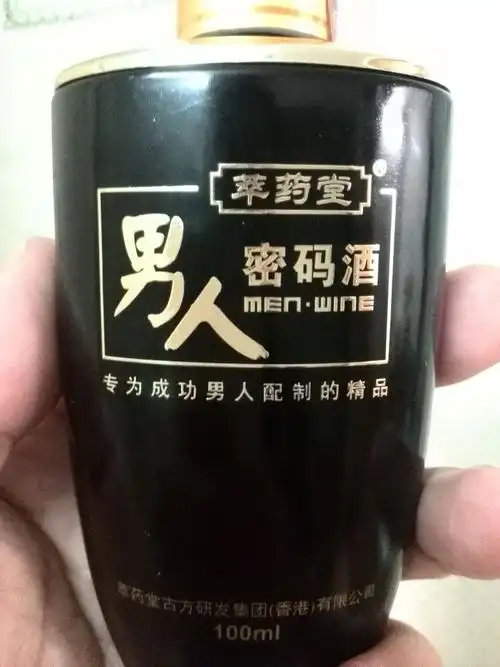 萃药堂®
男人
密码酒
MEN·WINE
专为成功男人配制的精品
萃药堂古方研发集团(香港)有限公司
100ml